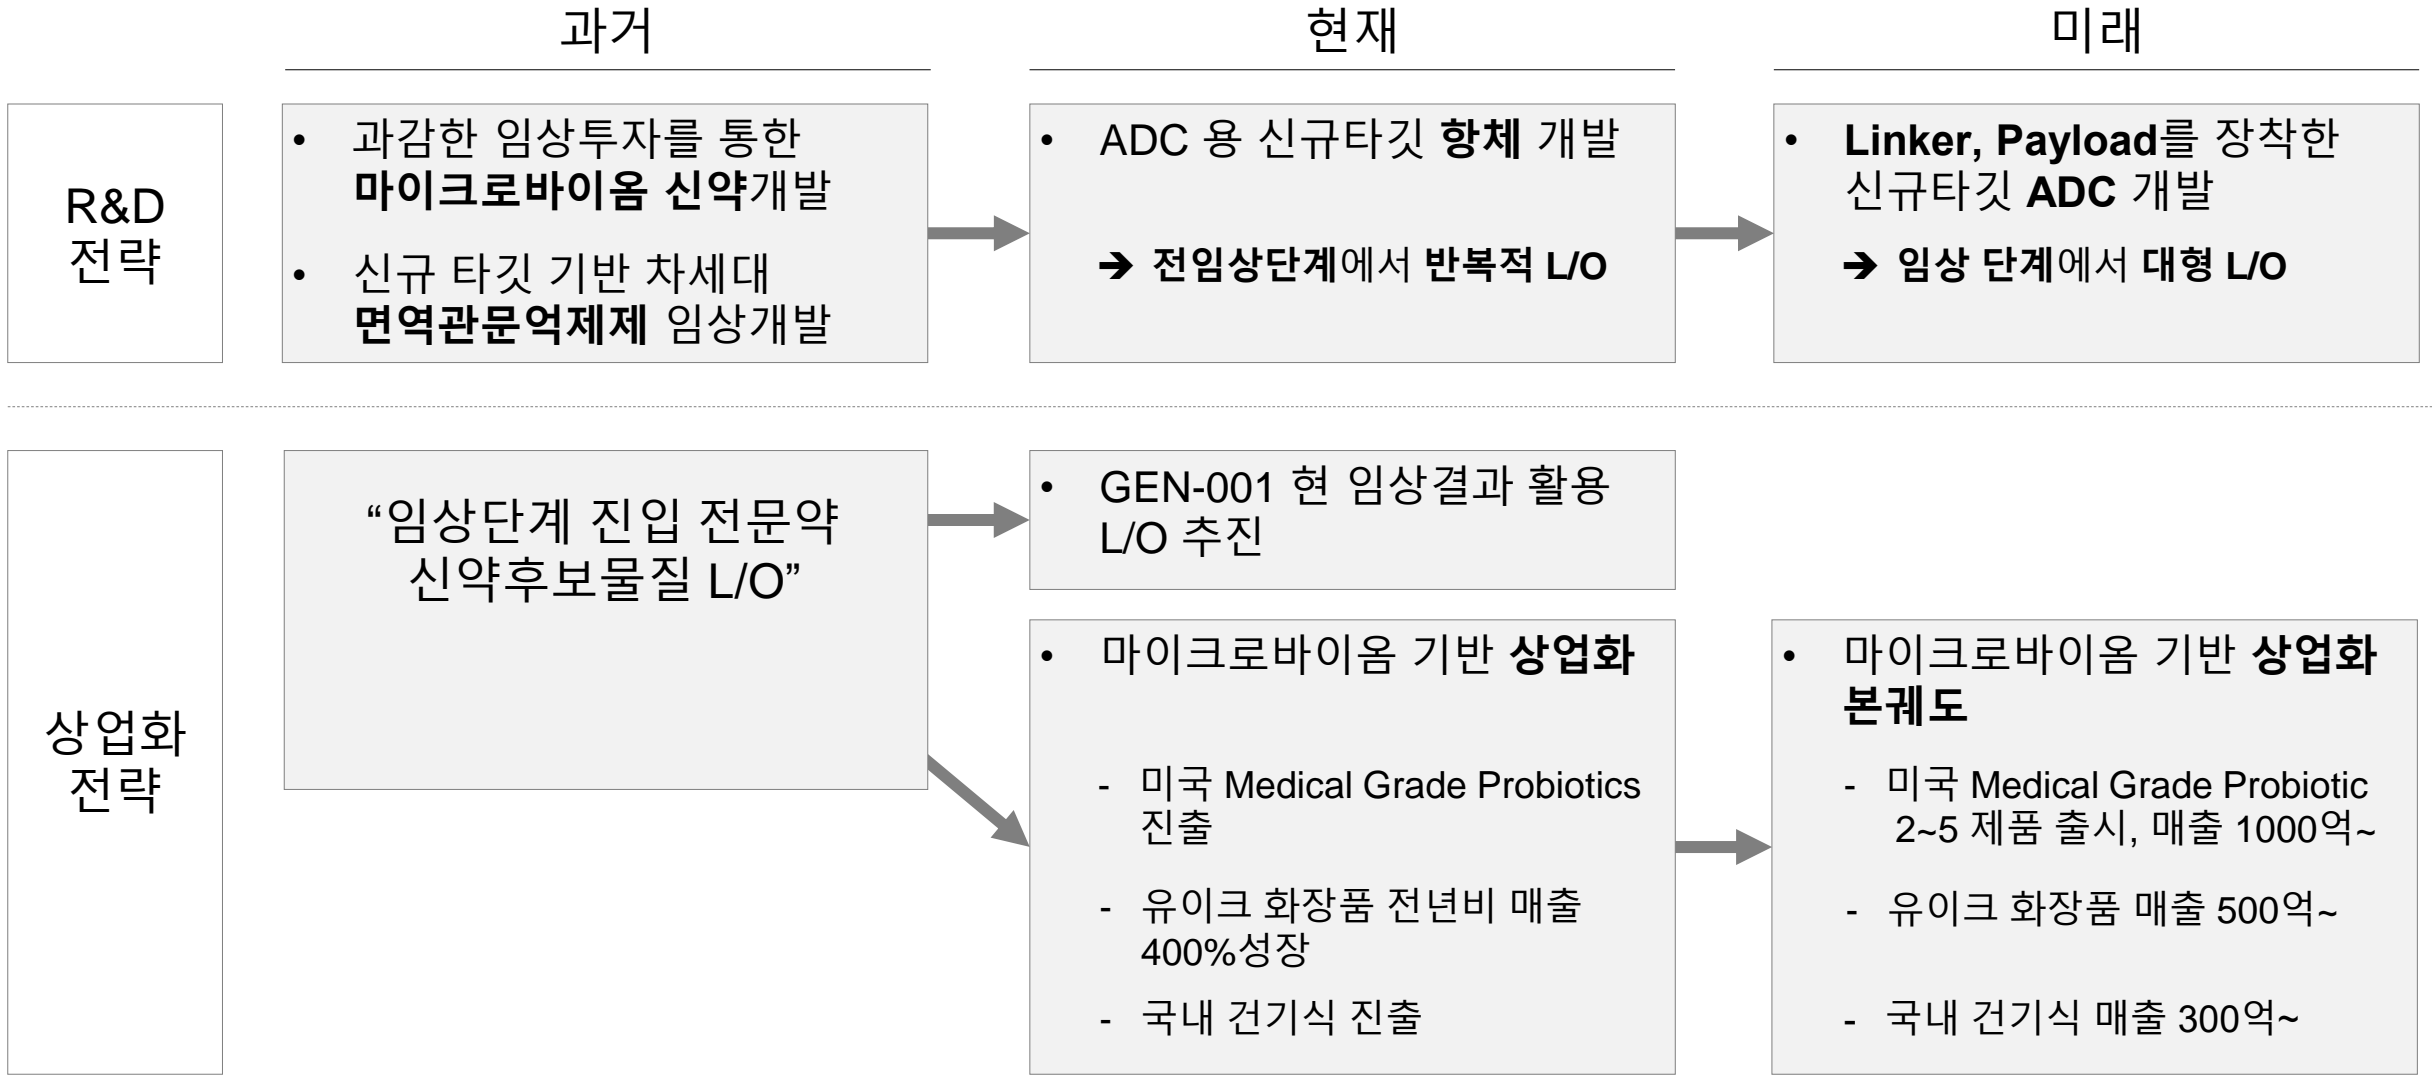 과거
현재
미래
R&D
전략
• 과감한 임상투자를 통한
마이크로바이옴 신약개발
• 신규 타깃 기반 차세대
면역관문억제제 임상개발
• ADC 용 신규타깃 항체 개발
➔ 전임상단계에서 반복적 L/O
• Linker, Payload를 장착한
신규타깃 ADC 개발
➔ 임상 단계에서 대형 L/O
상업화
전략
“임상단계 진입 전문약
신약후보물질 L/O”
• GEN-001 현 임상결과 활용
L/O 추진
• 마이크로바이옴 기반 상업화
- 미국 Medical Grade Probiotics
진출
- 유이크 화장품 전년비 매출
400%성장
- 국내 건기식 진출
• 마이크로바이옴 기반 상업화
본궤도
- 미국 Medical Grade Probiotic
2~5 제품 출시, 매출 1000억~
- 유이크 화장품 매출 500억~
- 국내 건기식 매출 300억~